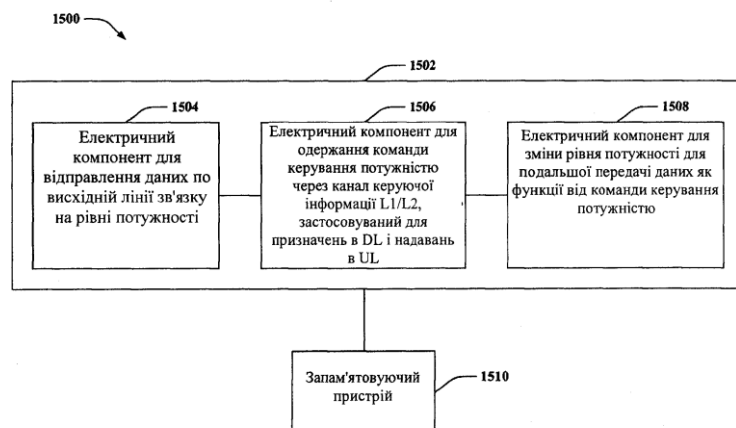 1500
1502
1504
Електричний
компонент для
відправлення даних по
висхідній лінії зв'язку
на рівні потужності
1506
Електричний компонент для
одержання команди
керування потужністю
через канал керуючої
інформації L1/L2,
застосовуваний для
призначень в DL і надавань
в UL
1508
Електричний компонент для
зміни рівня потужності для
подальшої передачі даних як
функції від команди керування
потужністю
Запам'ятовуючий
пристрій
1510